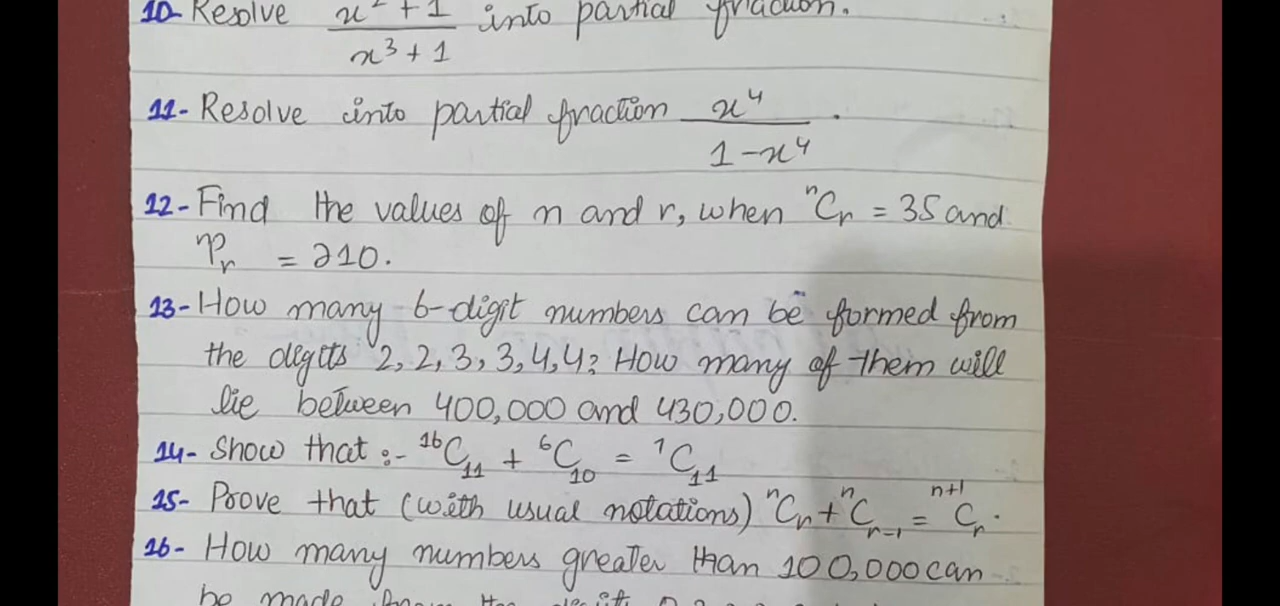 10- Resolve x² + 1 / x³ + 1 into partial fraction.
11- Resolve into partial fraction x⁴ / 1-x⁴ .
12- Find the values of n and r, when ⁿCr = 35 and
ⁿPr = 210.
13- How many 6-digit numbers can be formed from
the digits 2, 2, 3, 3, 4, 4? How many of them will
lie between 400,000 and 430,000.
14- Show that :- ¹⁶C₁₁ + ⁶C₁₀ = ⁷C₁₁
15- Prove that (with usual notations) ⁿCr + ⁿCr-1 = ⁿ⁺¹Cr.
16- How many numbers greater than 100,000 can
be made from the